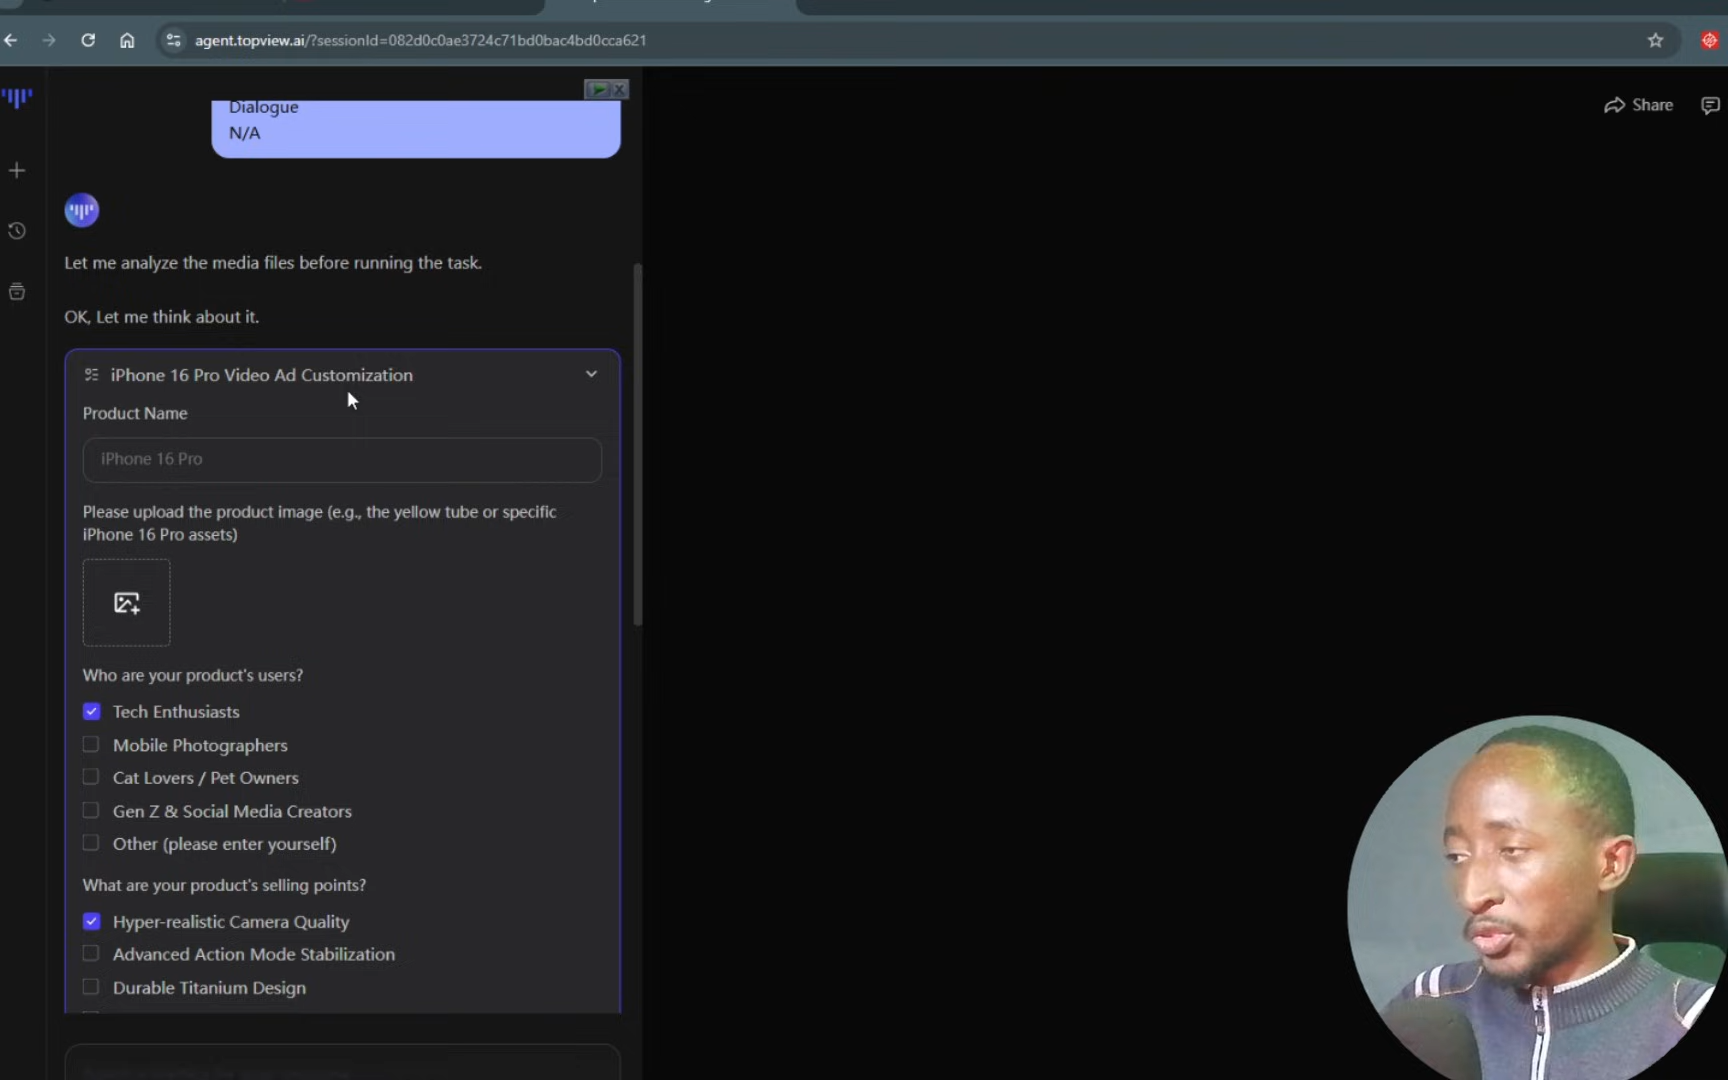 agent.topview.ai/?sessionId=082d0c0ae3724c71bd0bac4bd0cca621
Share
Dialogue
N/A
Let me analyze the media files before running the task.
OK, Let me think about it.
iPhone 16 Pro Video Ad Customization
Product Name
iPhone 16 Pro
Please upload the product image (e.g., the yellow tube or specific
iPhone 16 Pro assets)
Who are your product's users?
Tech Enthusiasts
Mobile Photographers
Cat Lovers / Pet Owners
Gen Z & Social Media Creators
Other (please enter yourself)
What are your product's selling points?
Hyper-realistic Camera Quality
Advanced Action Mode Stabilization
Durable Titanium Design